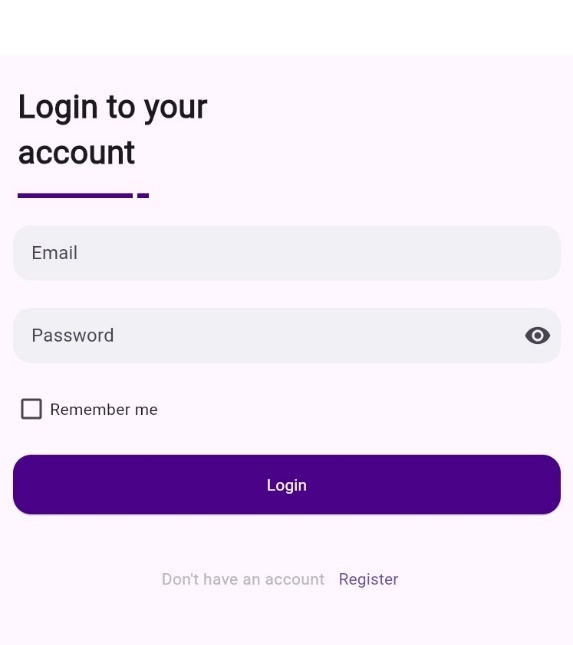 Login to your
account
Email
Password
Remember me
Login
Don't have an account Register